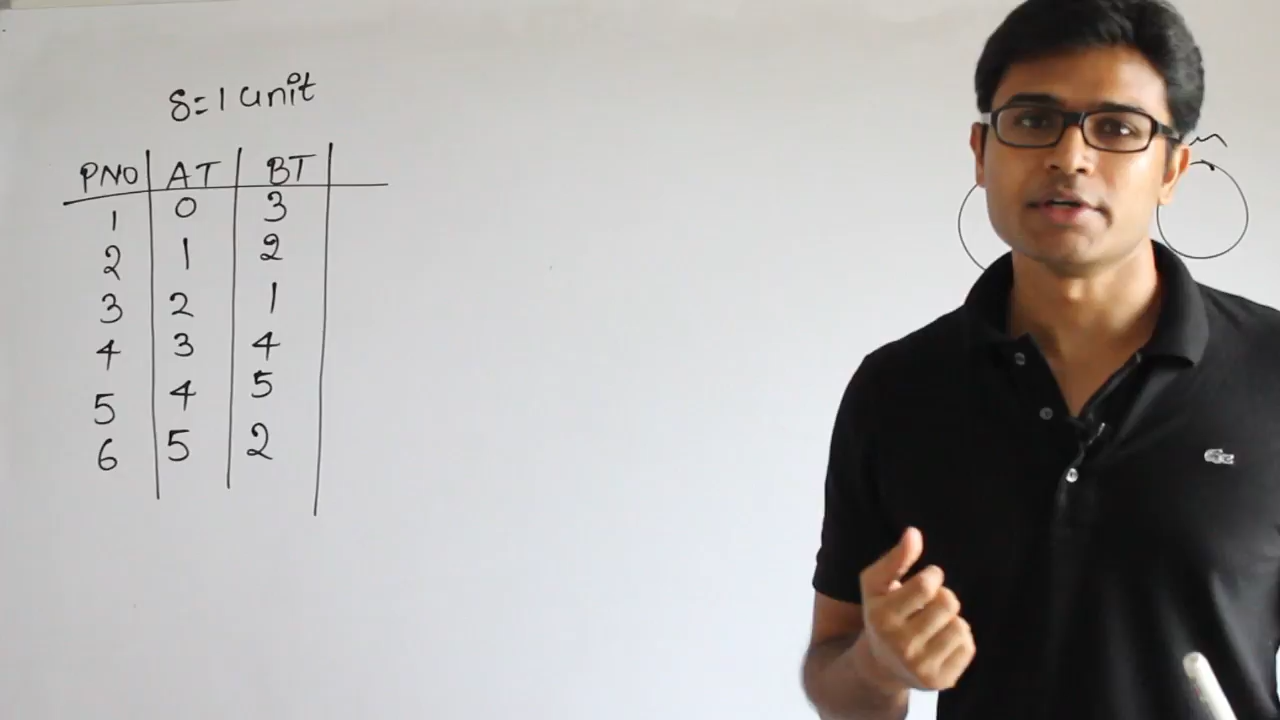 δ=1 unit
PNO AT BT
1 0 3
2 1 2
3 2 1
4 3 4
5 4 5
6 5 2